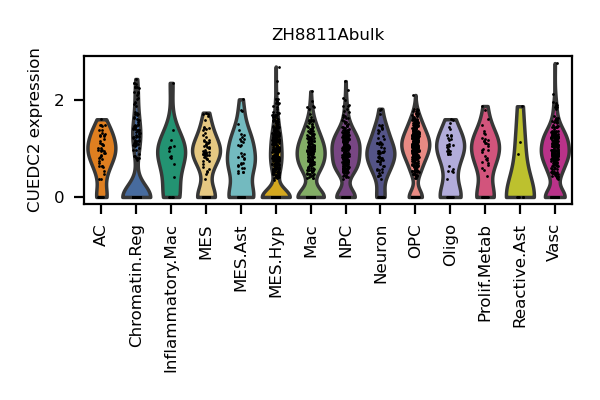 ZH8811Abulk
CUEDC2 expression
2
0
AC
Chromatin.Reg
Inflammatory.Mac
MES
MES.Ast
MES.Hyp
Mac
NPC
Neuron
OPC
Oligo
Prolif.Metab
Reactive.Ast
Vasc